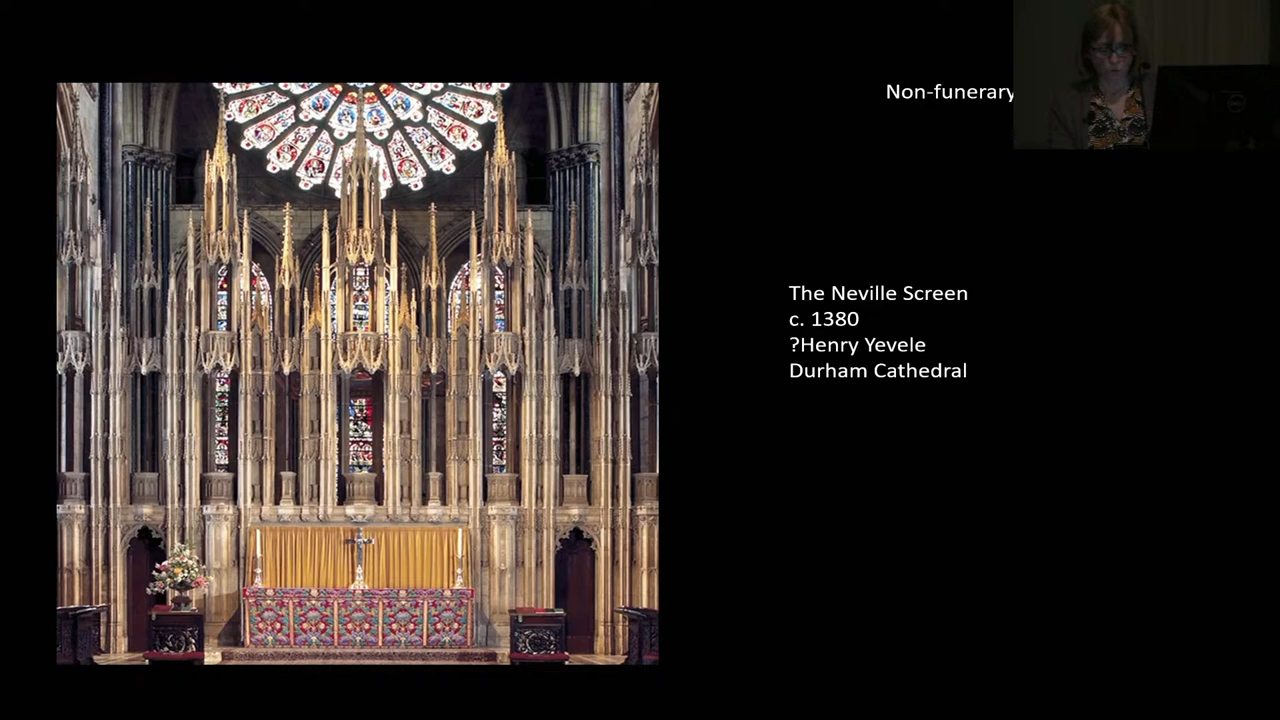 Non-funerary
The Neville Screen
c. 1380
?Henry Yevele
Durham Cathedral